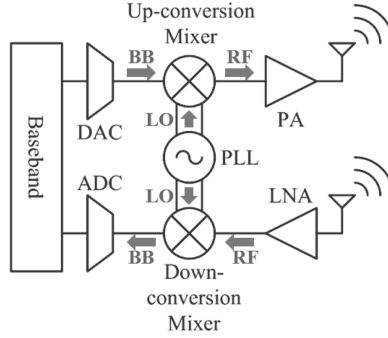 Up-conversion
Mixer
BB
RF
DAC
LO
PA
Baseband
PLL
ADC
LO
LNA
BB
RF
Down-
conversion
Mixer